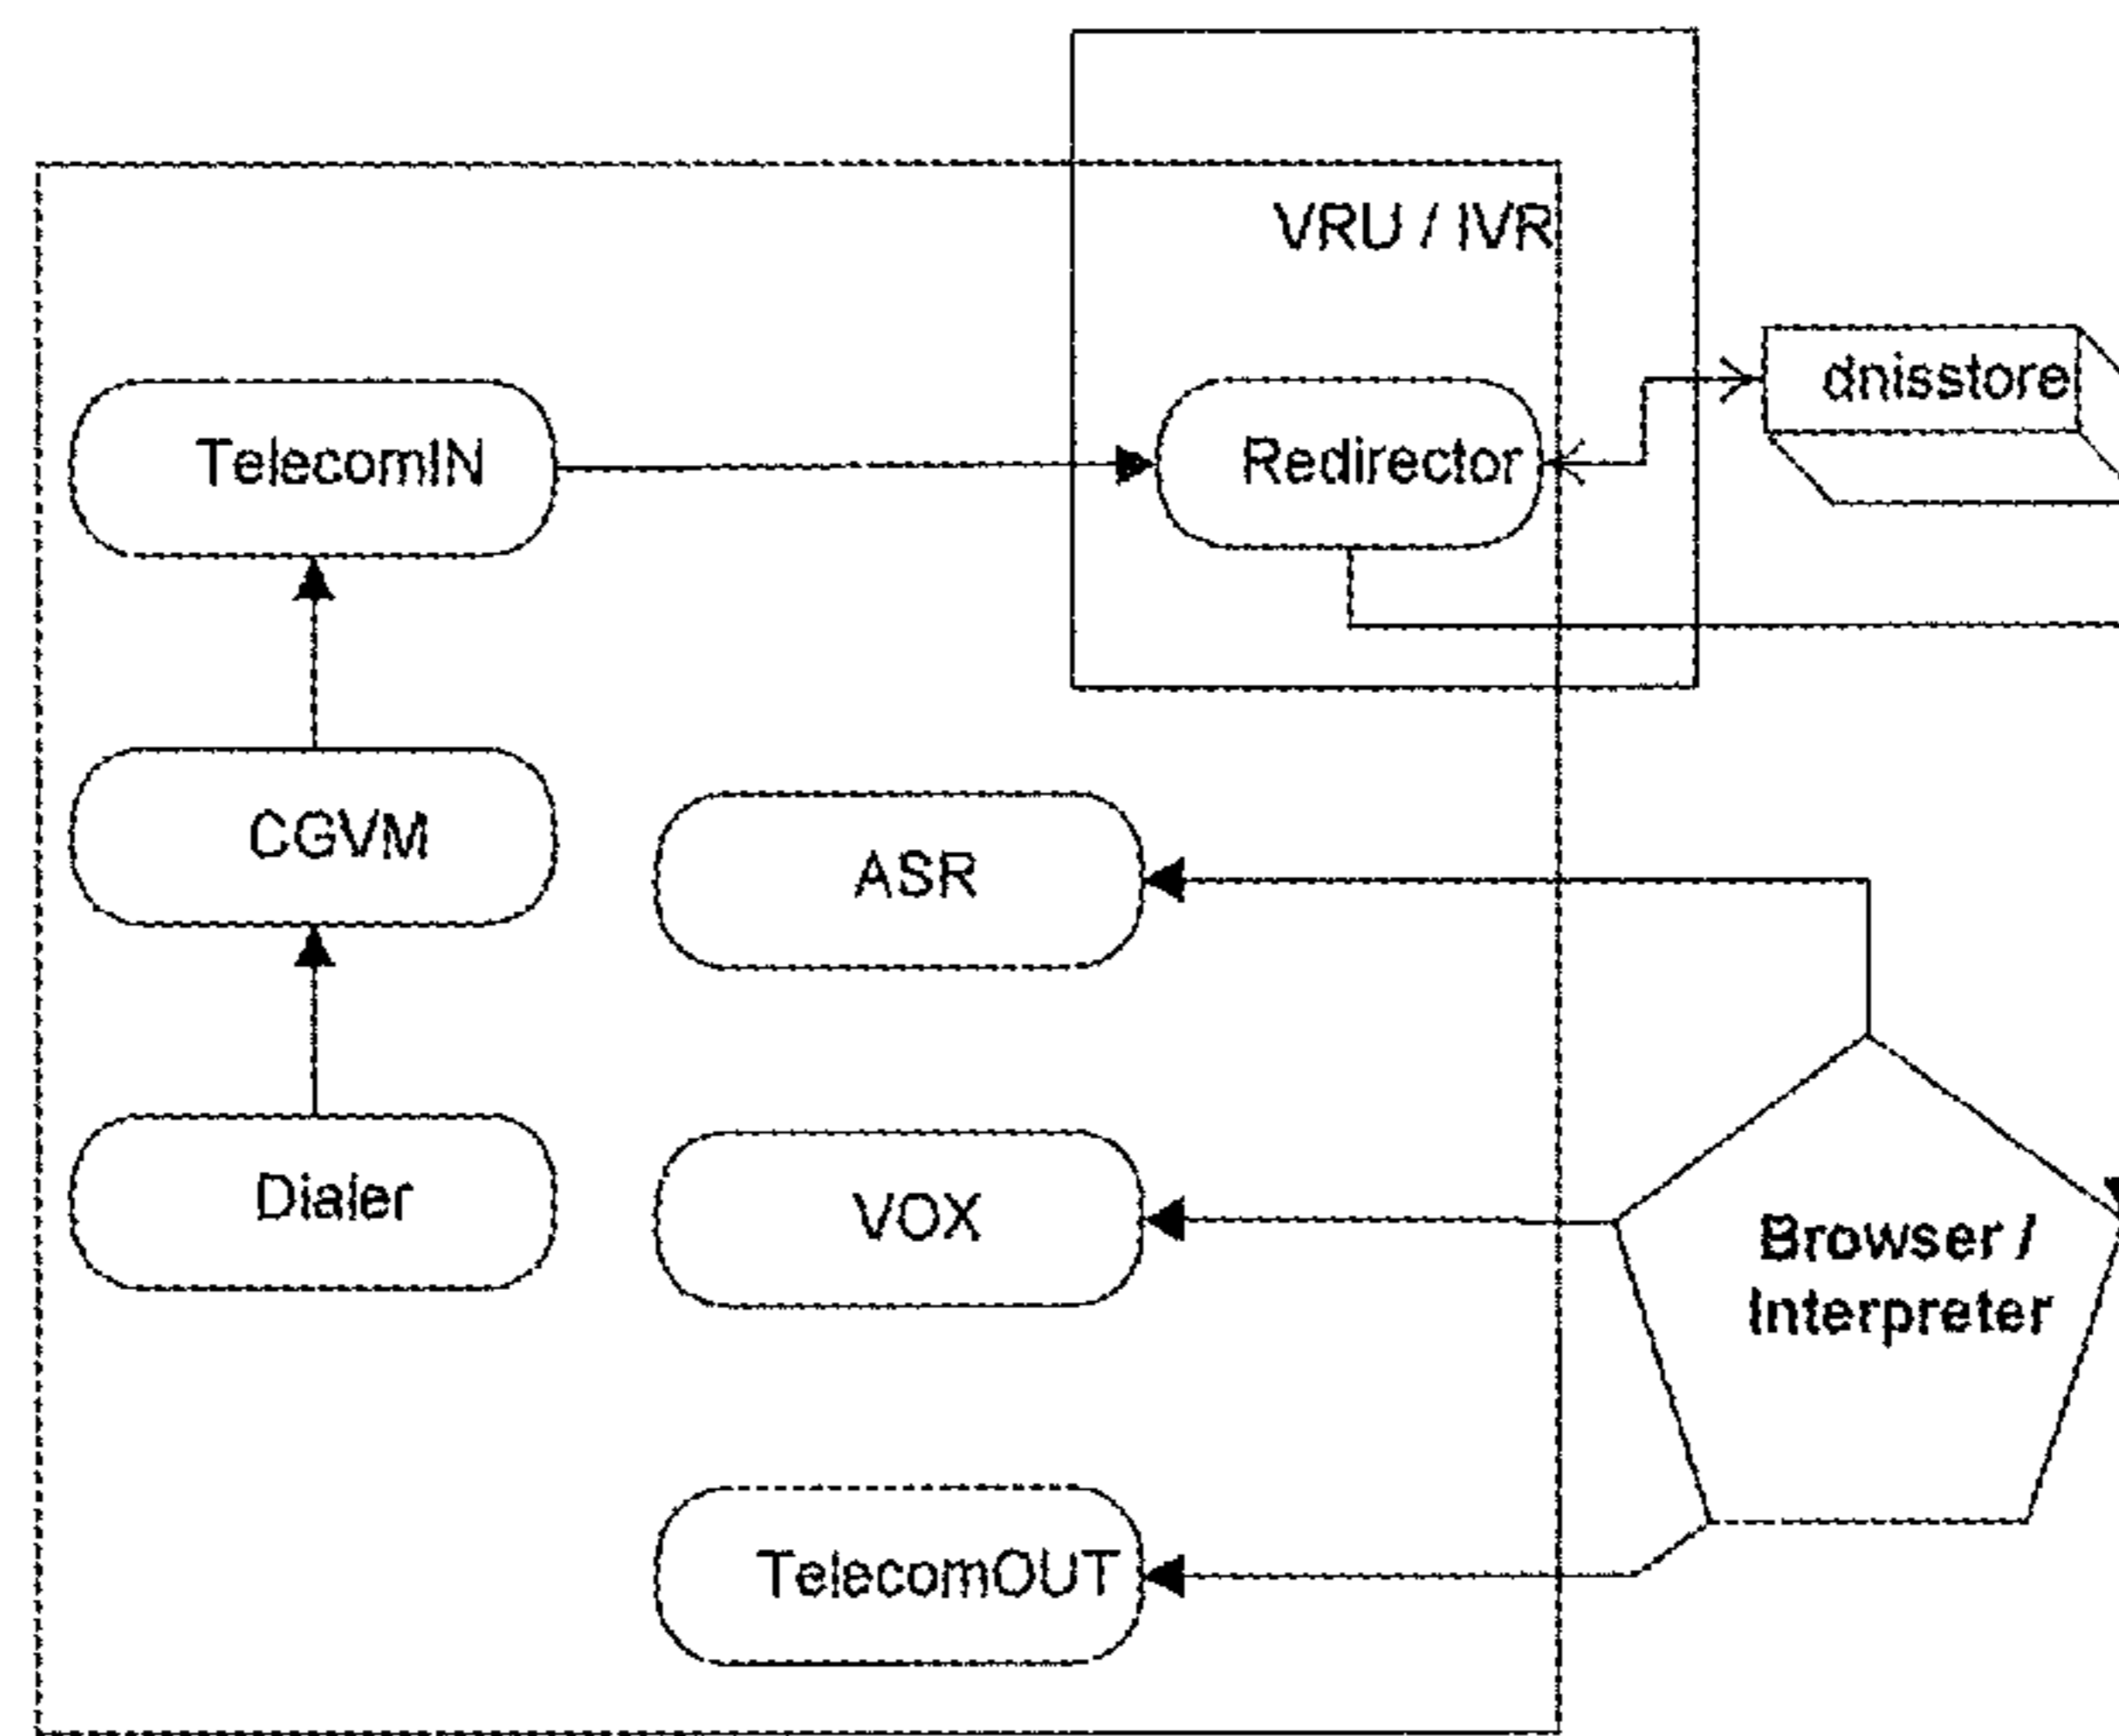 VRU / IVR
dnisstore
TelecomIN
Redirector
CGVM
ASR
Dialer
VOX
Browser /
Interpreter
TelecomOUT